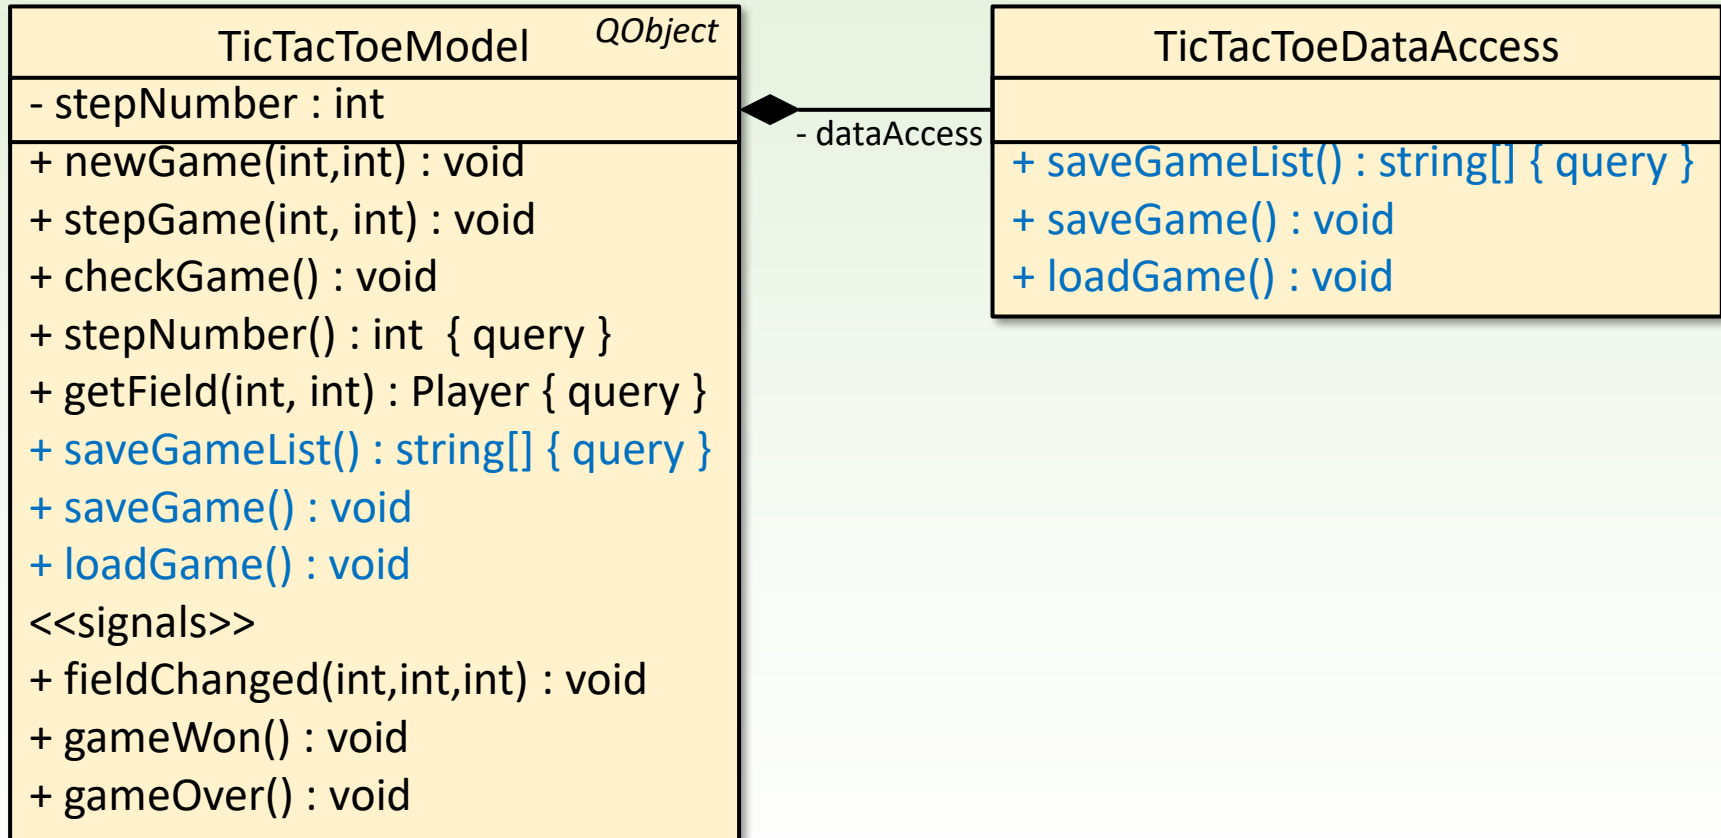 TicTacToeModel
QObject
- stepNumber : int
+ newGame(int,int) : void
+ stepGame(int, int) : void
+ checkGame() : void
+ stepNumber() : int { query }
+ getField(int, int) : Player { query }
+ saveGameList() : string[] { query }
+ saveGame() : void
+ loadGame() : void
<<signals>>
+ fieldChanged(int,int,int) : void
+ gameWon() : void
+ gameOver() : void
- dataAccess
TicTacToeDataAccess
+ saveGameList() : string[] { query }
+ saveGame() : void
+ loadGame() : void